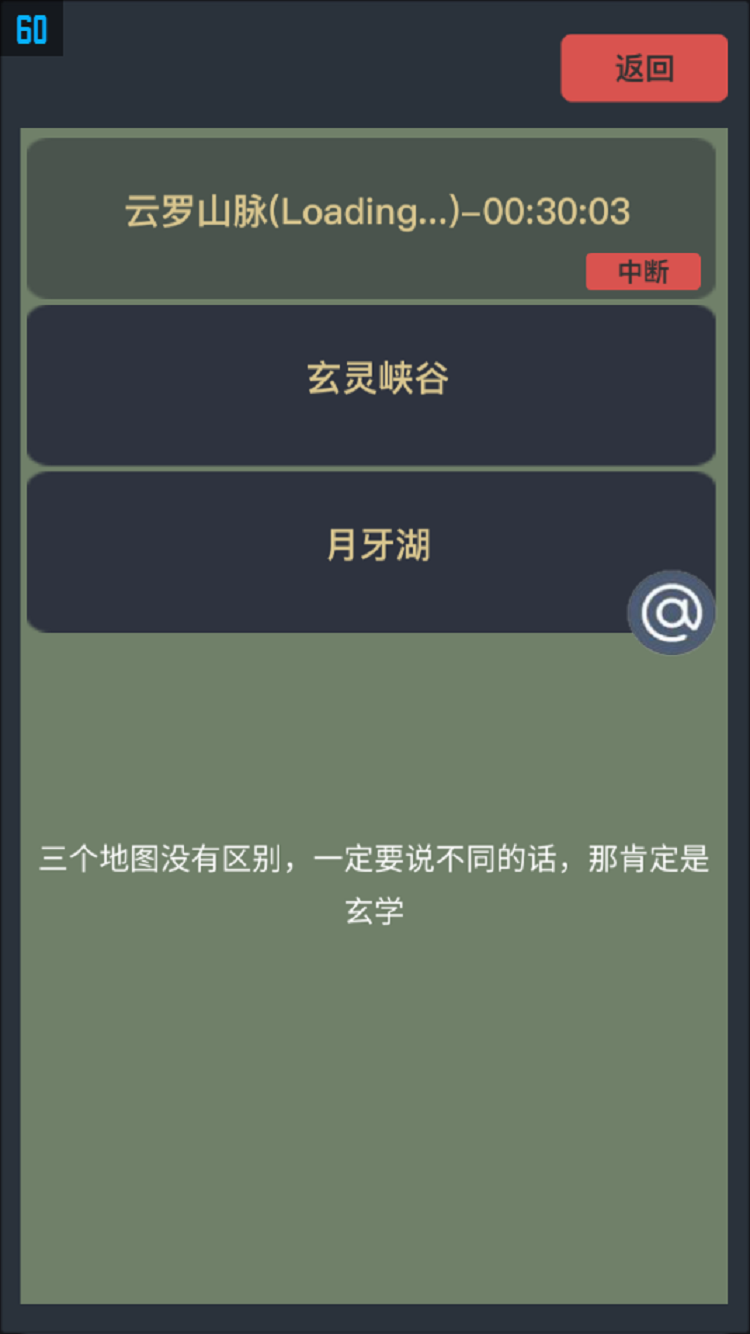 60
返回
云罗山脉(Loading...)-00:30:03
中断
玄灵峡谷
月牙湖
@
三个地图没有区别，一定要说不同的话，那肯定是
玄学